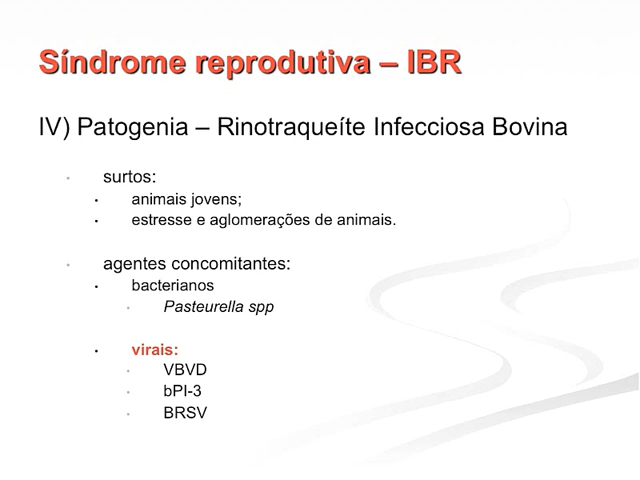 Síndrome reprodutiva – IBR
IV) Patogenia – Rinotraqueíte Infecciosa Bovina
surtos:
animais jovens;
estresse e aglomerações de animais.
agentes concomitantes:
bacterianos
Pasteurella spp
virais:
VBVD
bPI-3
BRSV